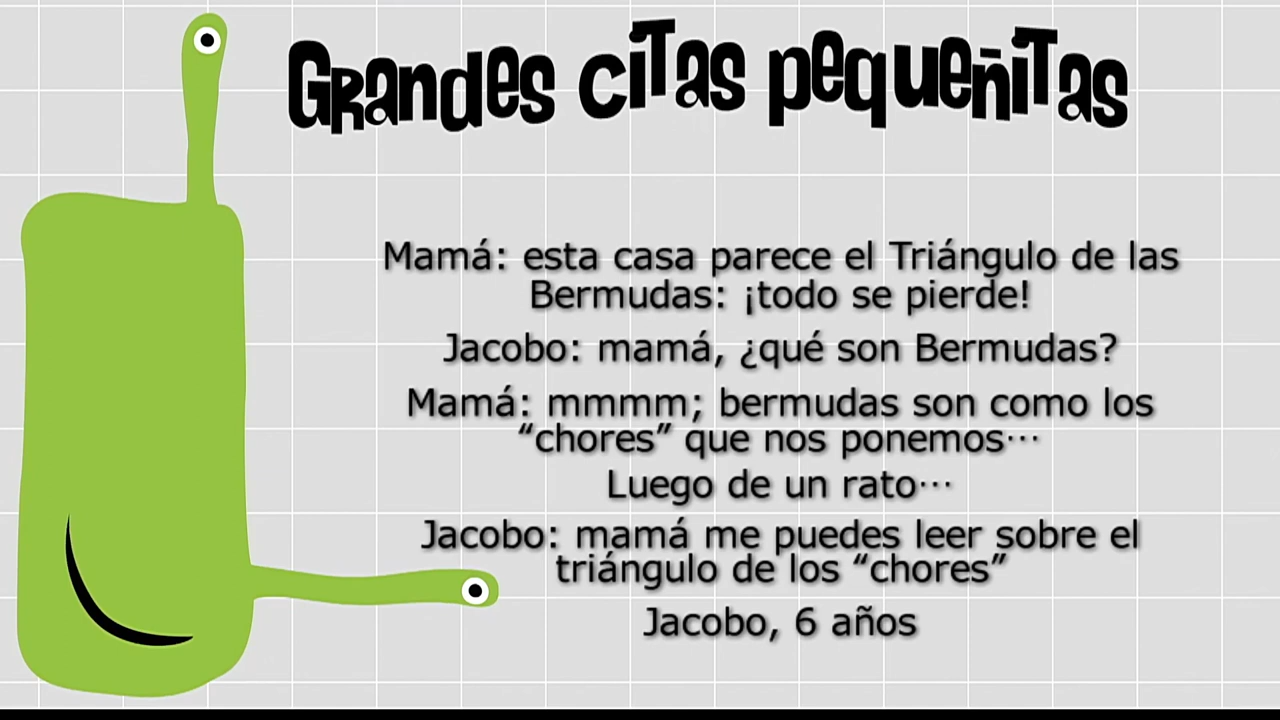 Grandes citas pequeñitas
Mamá: esta casa parece el Triángulo de las
Bermudas: ¡todo se pierde!
Jacobo: mamá, ¿qué son Bermudas?
Mamá: mmmm; bermudas son como los
“chores” que nos ponemos…
Luego de un rato…
Jacobo: mamá me puedes leer sobre el
triángulo de los “chores”
Jacobo, 6 años